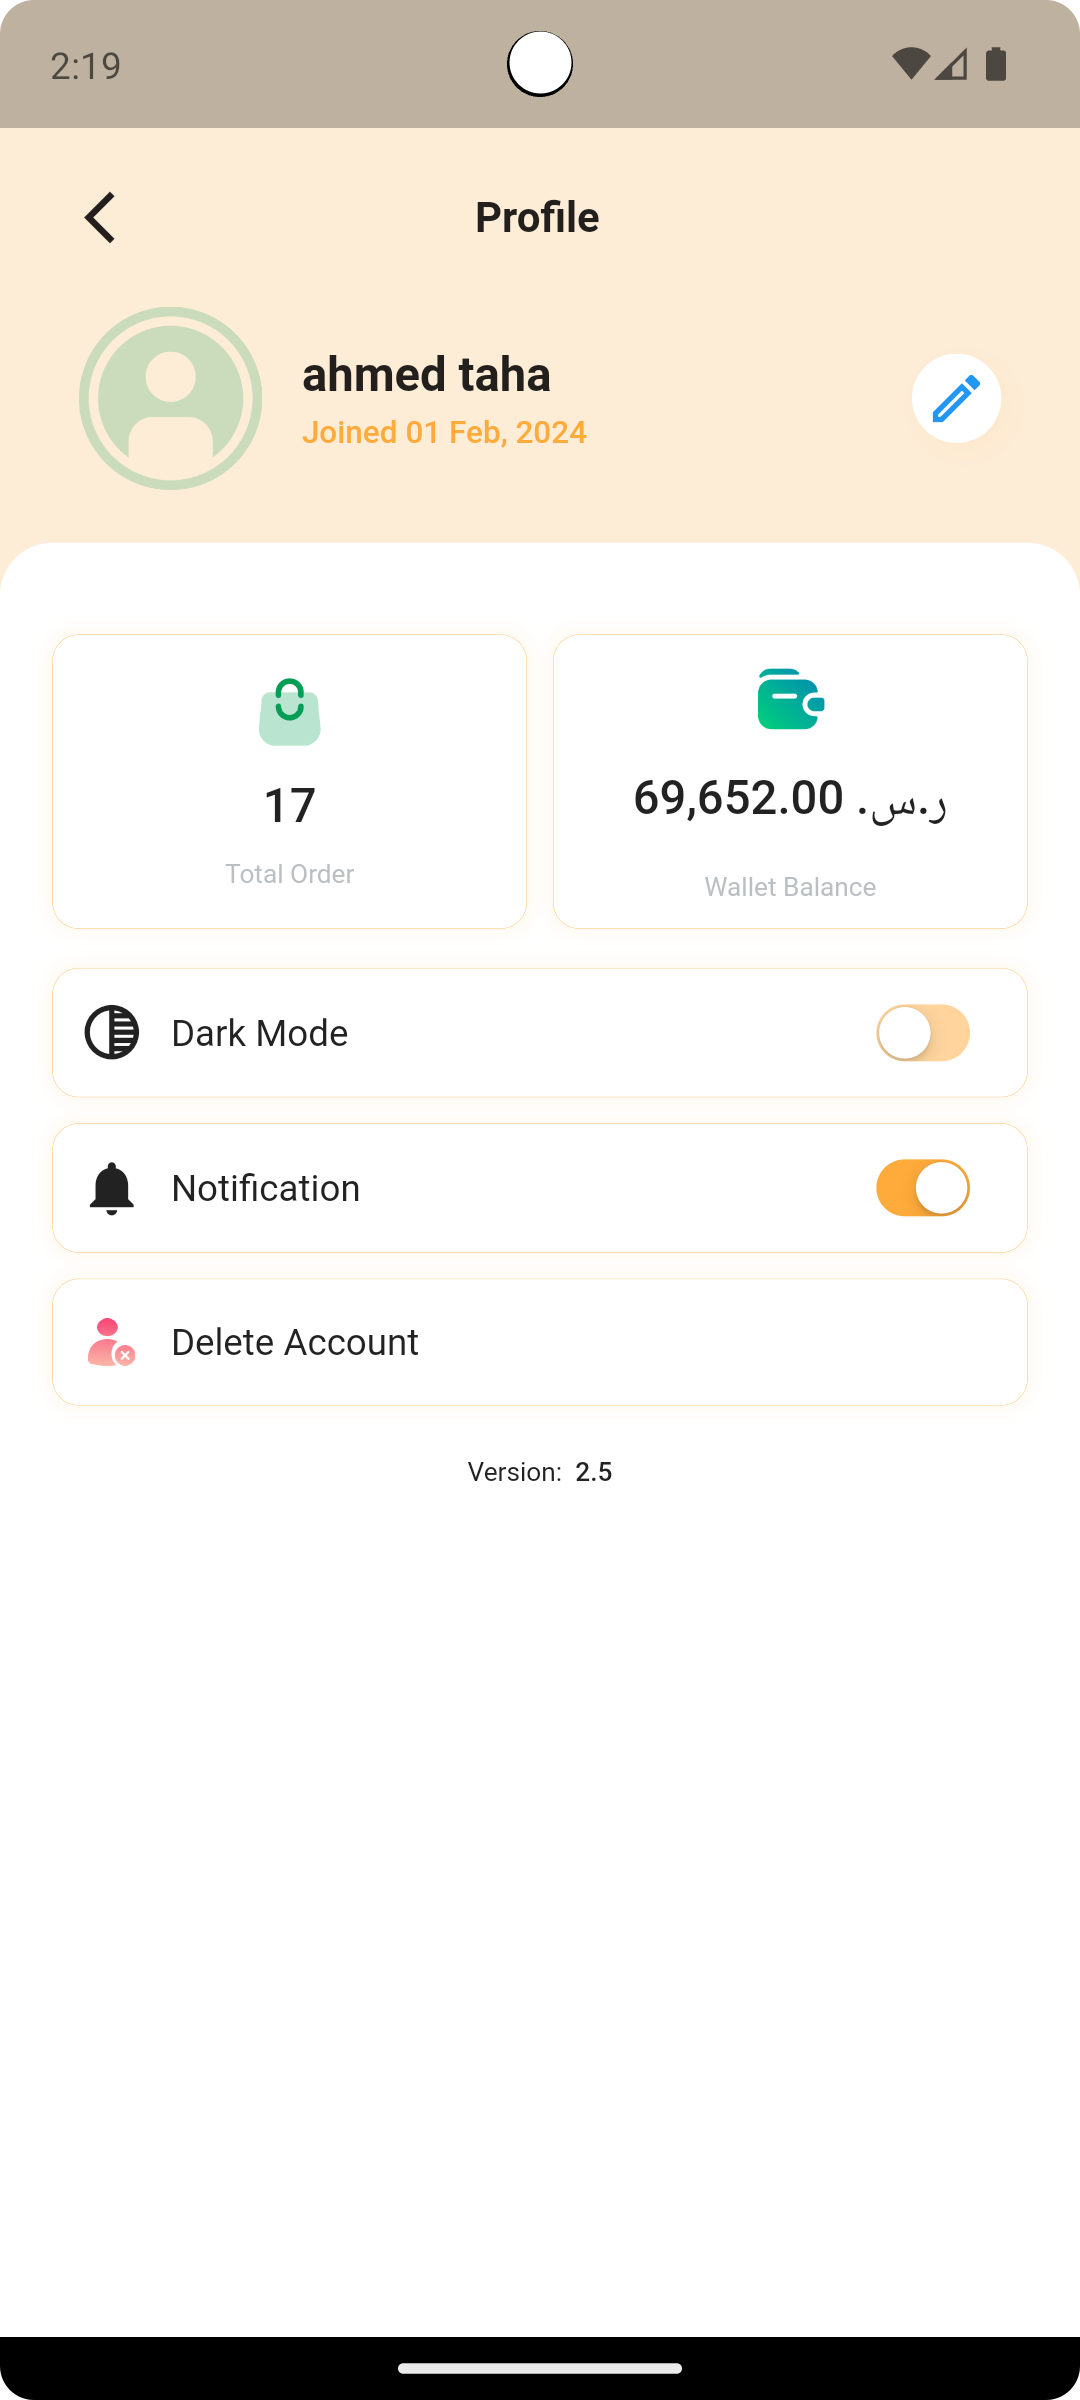 2:19
Profile
ahmed taha
Joined 01 Feb, 2024
17
Total Order
69,652.00 ر.س.
Wallet Balance
Dark Mode
Notification
Delete Account
Version: 2.5